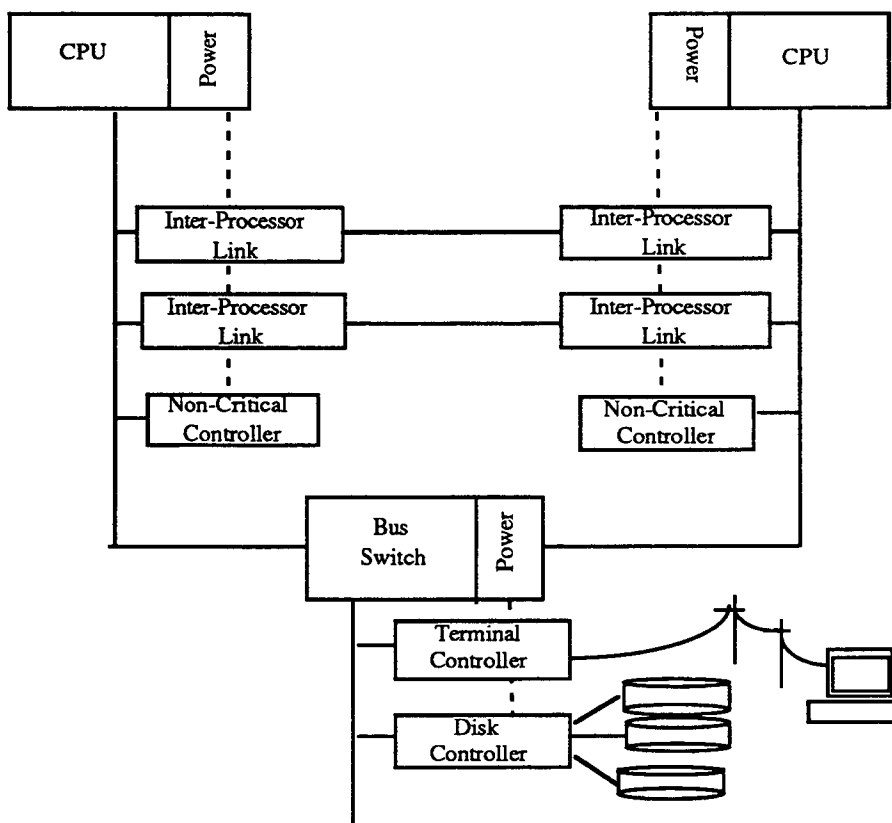 CPU
Power
Power
CPU
Inter-Processor
Link
Inter-Processor
Link
Inter-Processor
Link
Inter-Processor
Link
Non-Critical
Controller
Non-Critical
Controller
Bus
Switch
Power
Terminal
Controller
Disk
Controller